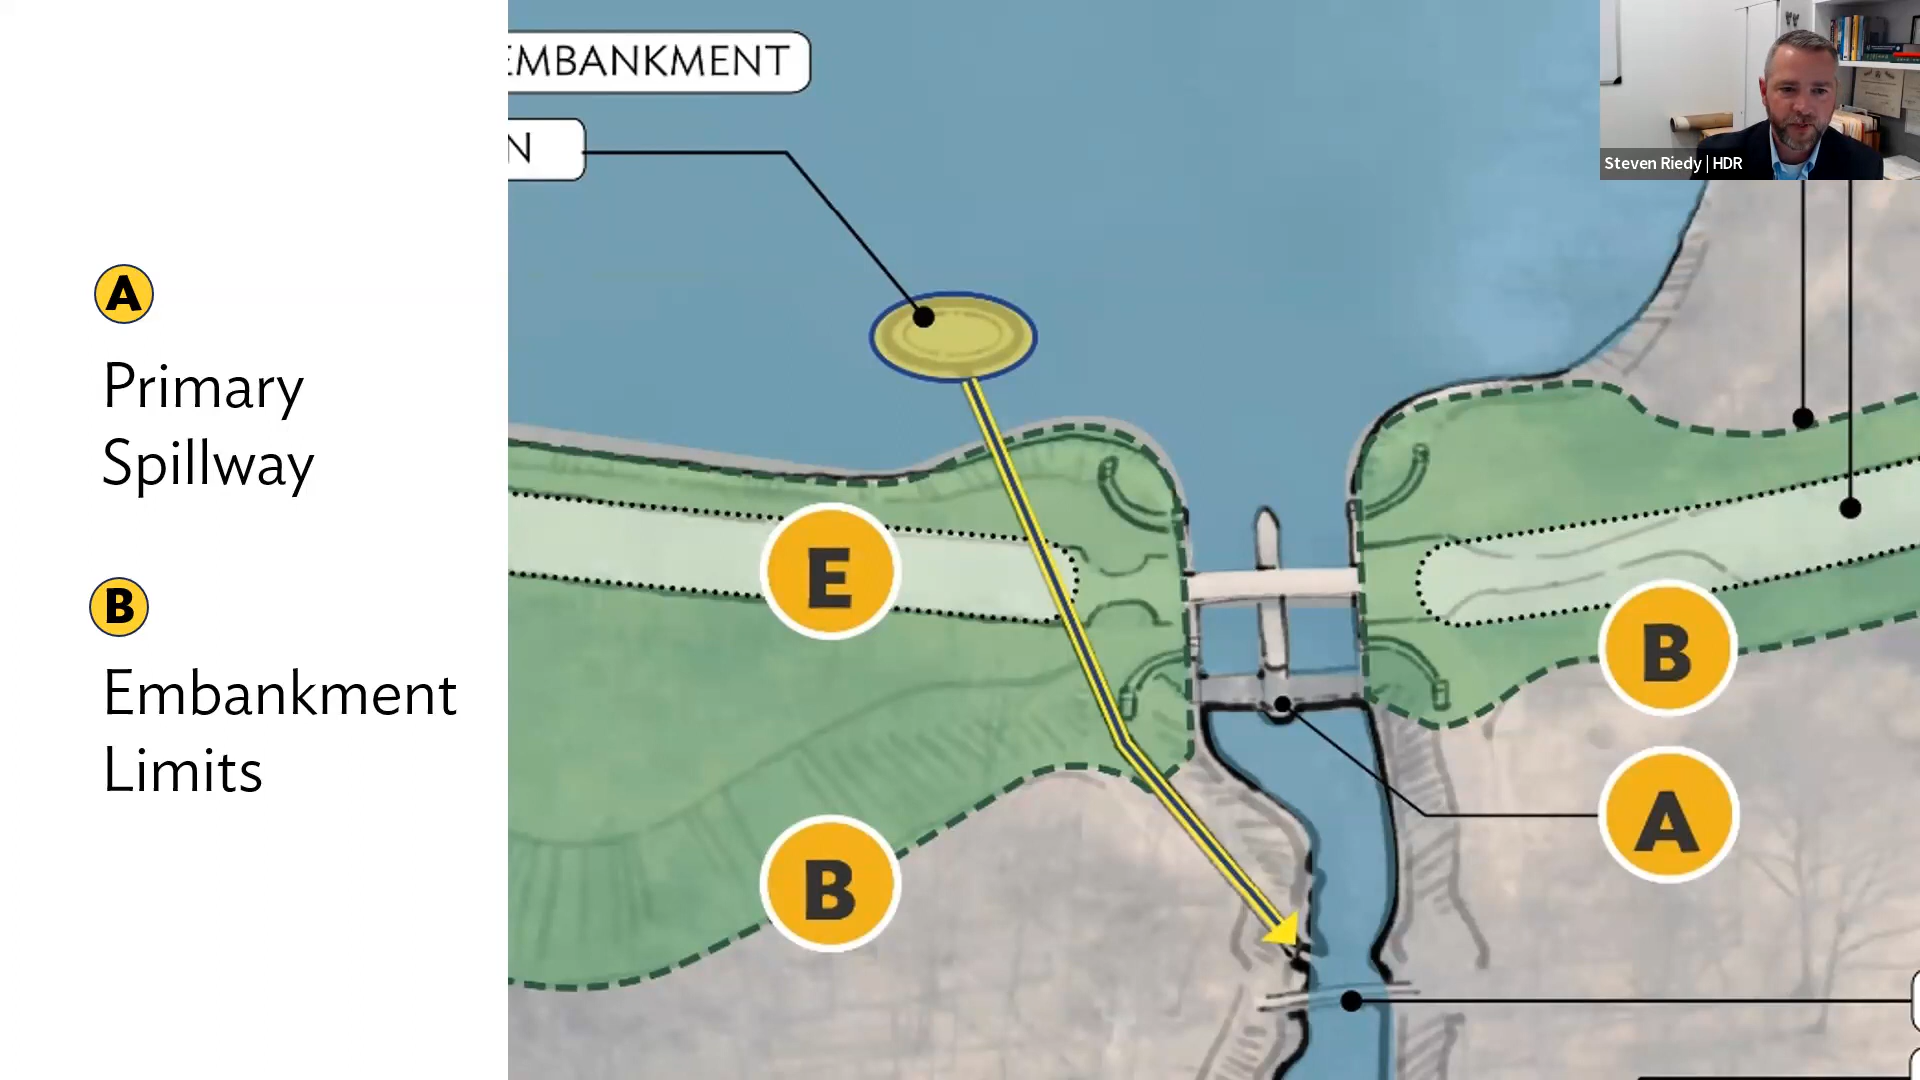 EMBANKMENT
N
Steven Riedy | HDR
A
Primary
Spillway
B
Embankment
Limits
E
B
A
B